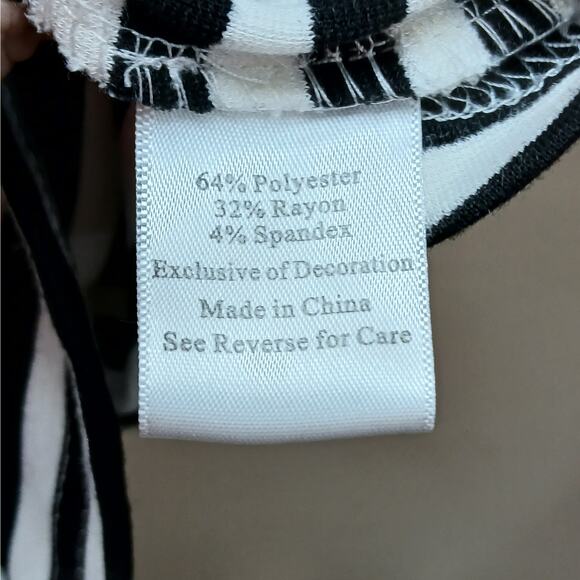 64% Polyester
32% Rayon
4% Spandex
Exclusive of Decoration
Made in China
See Reverse for Care